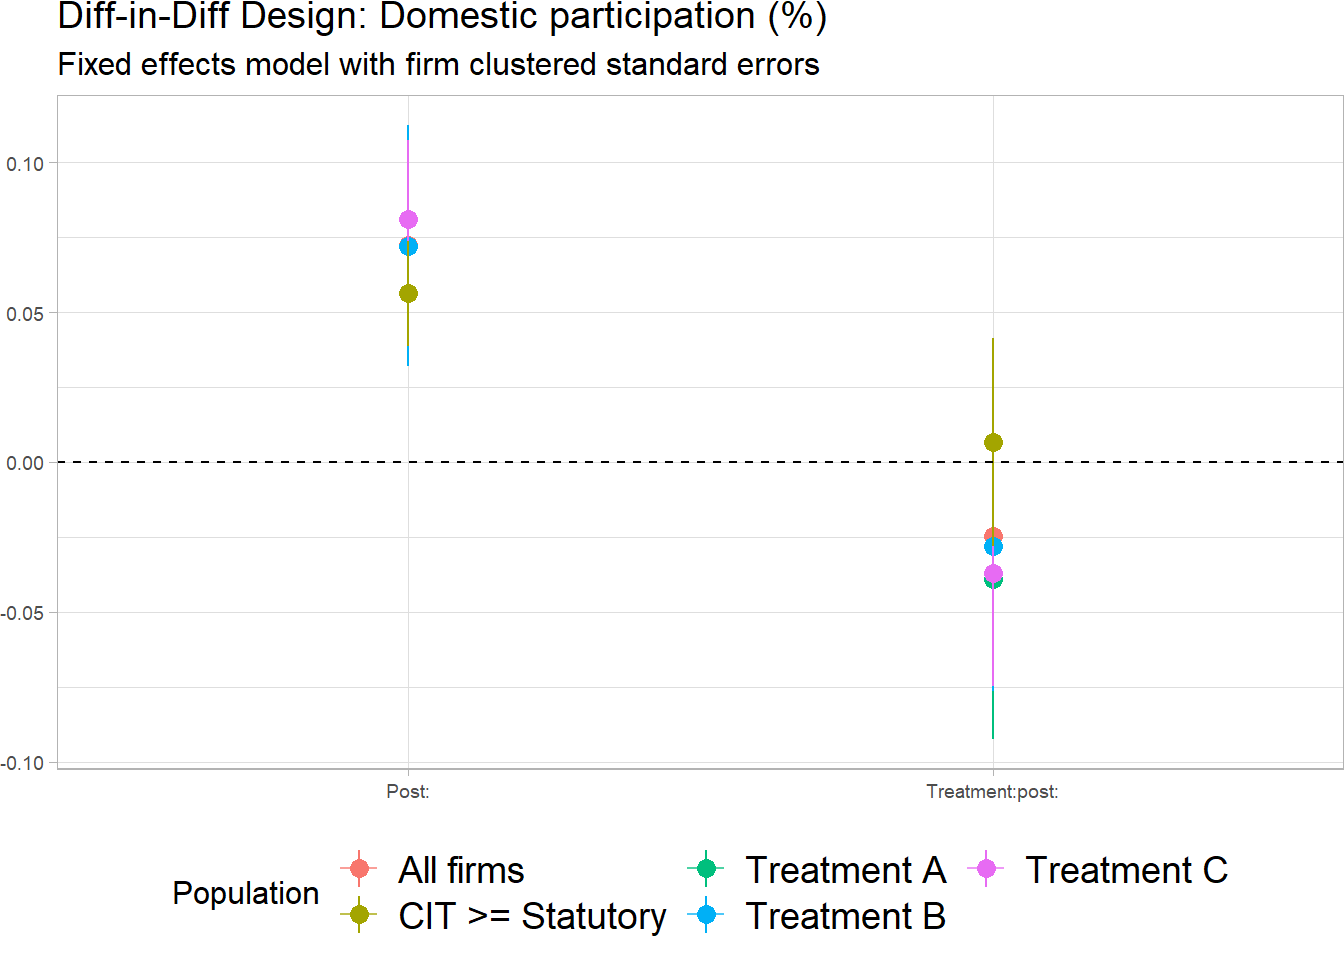 Diff-in-Diff Design: Domestic participation (%)
Fixed effects model with firm clustered standard errors
0.10
0.05
0.00
-0.05
-0.10
Post:
Treatment:post:
Population
All firms
Treatment A
Treatment C
CIT >= Statutory
Treatment B